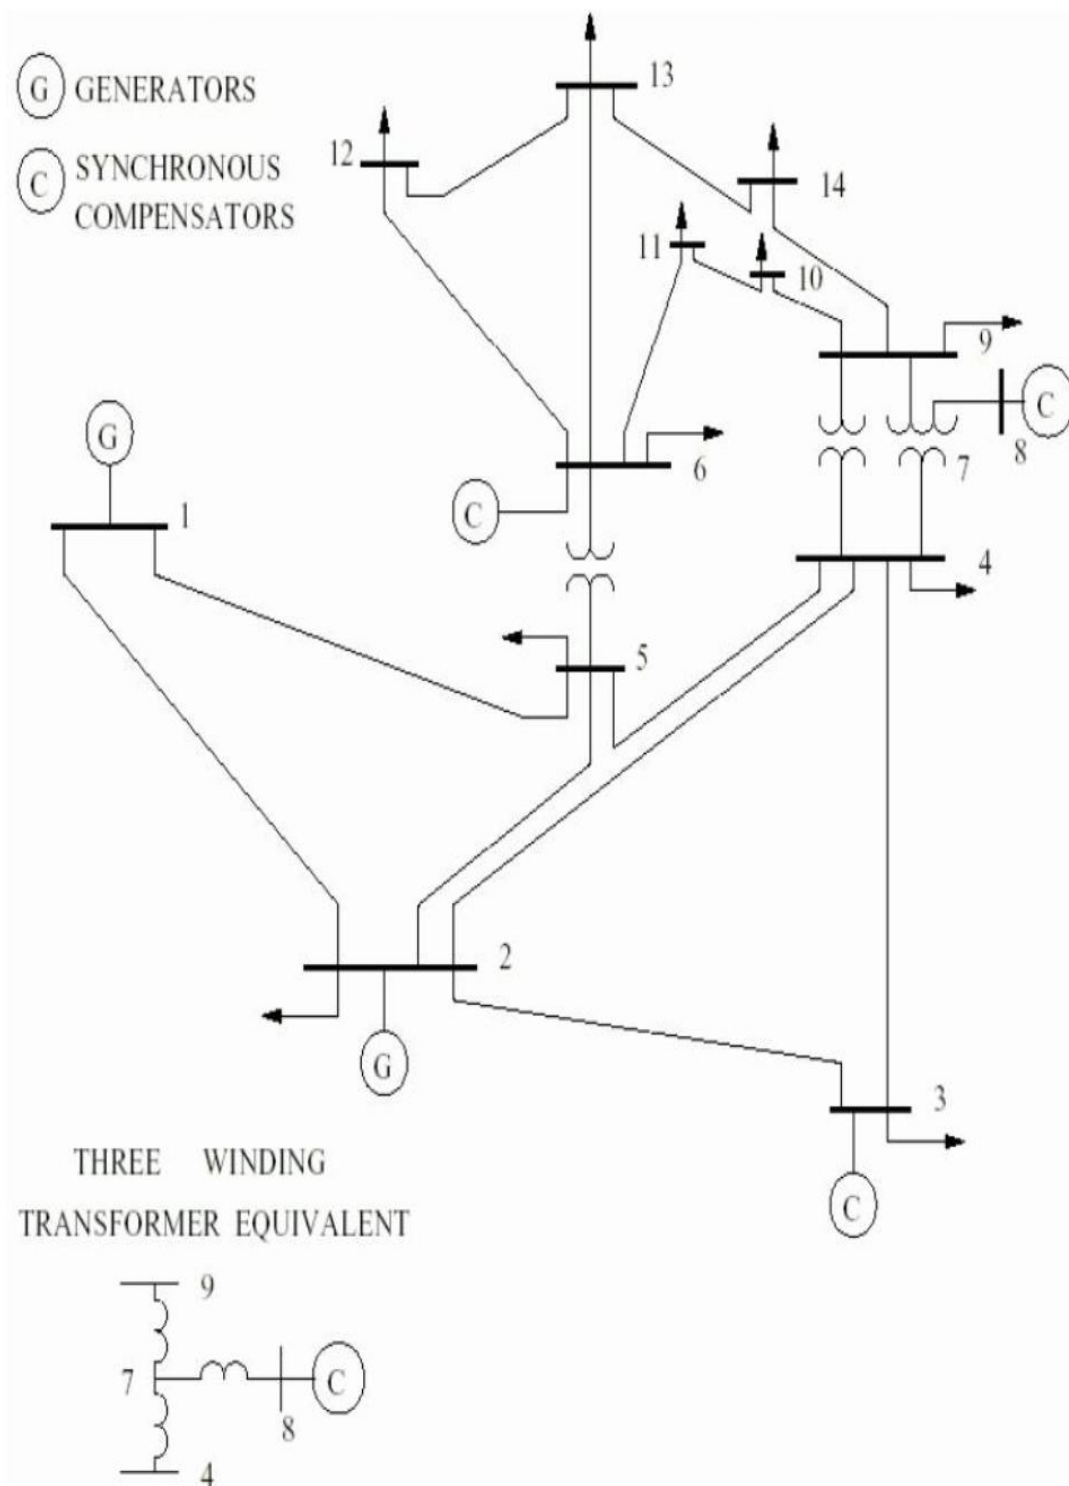 G GENERATORS
C SYNCHRONOUS
COMPENSATORS
13
12
14
11
10
9
C
8
7
6
C
G
1
4
5
2
G
3
C
THREE WINDING
TRANSFORMER EQUIVALENT
9
7
C
8
4